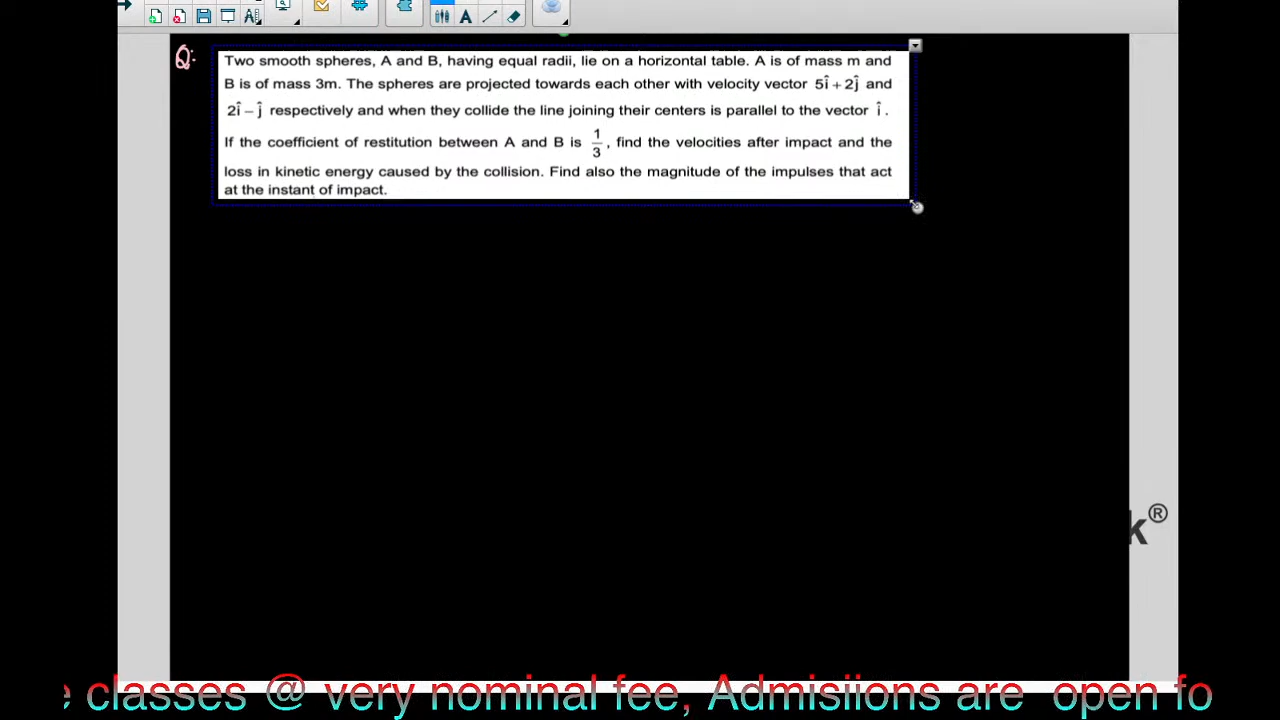 Q:
Two smooth spheres, A and B, having equal radii, lie on a horizontal table. A is of mass m and
B is of mass 3m. The spheres are projected towards each other with velocity vector 5î + 2ĵ and
2î – ĵ respectively and when they collide the line joining their centers is parallel to the vector î .
If the coefficient of restitution between A and B is 1/3, find the velocities after impact and the
loss in kinetic energy caused by the collision. Find also the magnitude of the impulses that act
at the instant of impact.
k®
classes @ very nominal fee, Admisiions are open fo